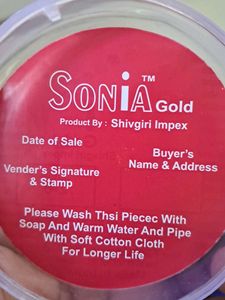 SONiA™ Gold
Product By : Shivgiri Impex
Date of Sale
Buyer's
Name & Address
Vender's Signature
& Stamp
Please Wash Thsi Piecec With
Soap And Warm Water And Pipe
With Soft Cotton Cloth
For Longer Life